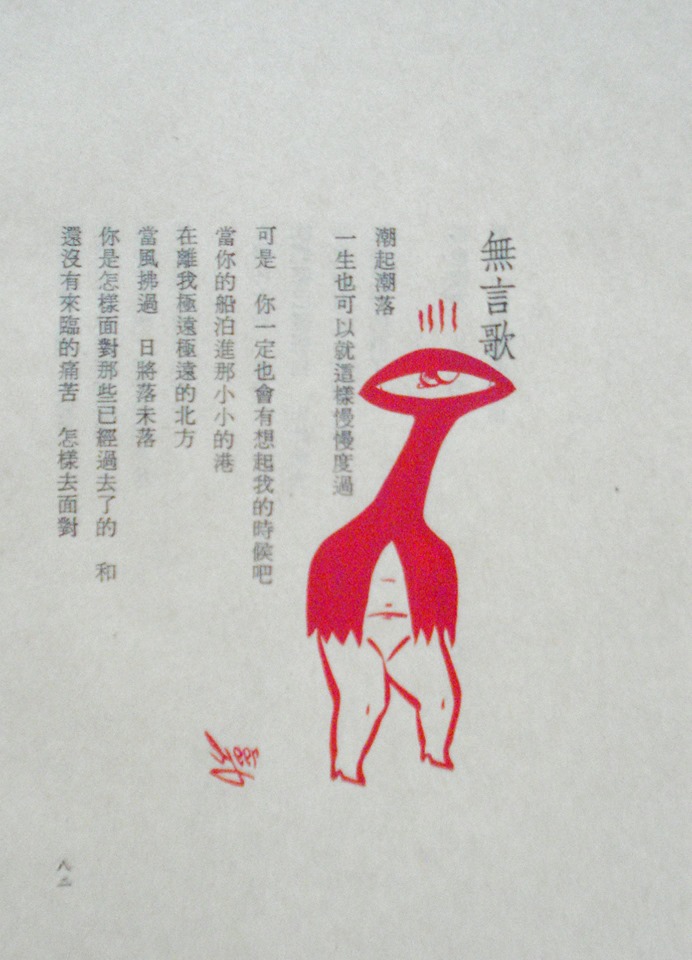 無言歌
潮起潮落
一生也可以就這樣慢慢度過
可是　你一定也會有想起我的時候吧
當你的船泊進那小小的港
在離我極遠極遠的北方
當風拂過　日將落未落
你是怎樣面對那些已經過去了的　和
還沒有來臨的痛苦　怎樣去面對